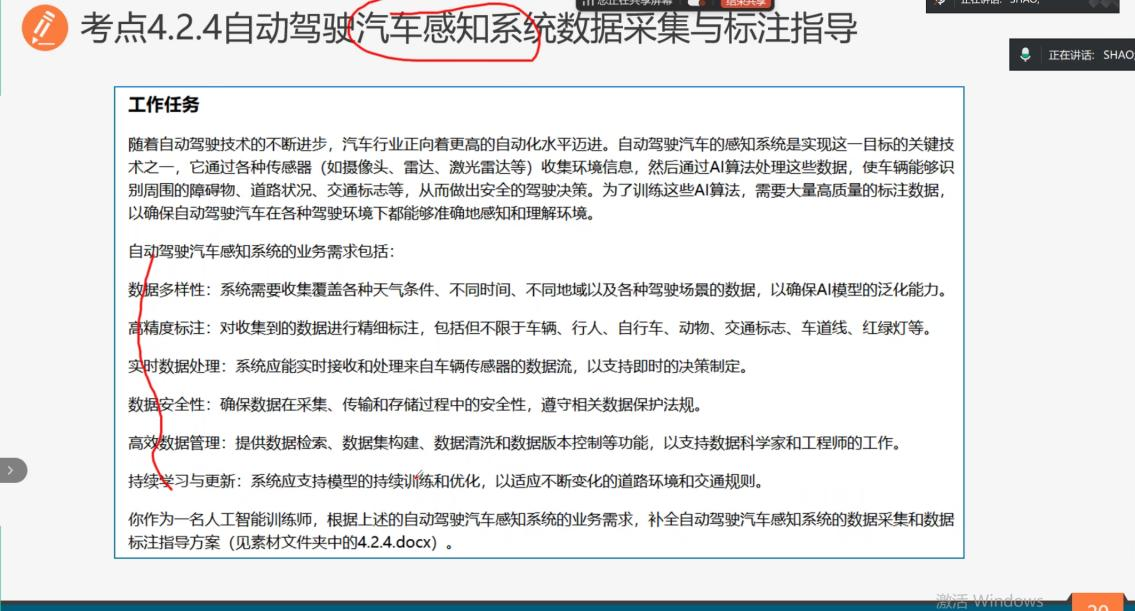 您正在共享屏幕 结束共享
正在讲话: SHAO;
考点4.2.4自动驾驶汽车感知系统数据采集与标注指导
正在讲话: SHAO
工作任务
随着自动驾驶技术的不断进步，汽车行业正向着更高的自动化水平迈进。自动驾驶汽车的感知系统是实现这一目标的关键技
术之一，它通过各种传感器（如摄像头、雷达、激光雷达等）收集环境信息，然后通过AI算法处理这些数据，使车辆能够识
别周围的障碍物、道路状况、交通标志等，从而做出安全的驾驶决策。为了训练这些AI算法，需要大量高质量的标注数据，
以确保自动驾驶汽车在各种驾驶环境下都能够准确地感知和理解环境。
自动驾驶汽车感知系统的业务需求包括：
数据多样性：系统需要收集覆盖各种天气条件、不同时间、不同地域以及各种驾驶场景的数据，以确保AI模型的泛化能力。
高精度标注：对收集到的数据进行精细标注，包括但不限于车辆、行人、自行车、动物、交通标志、车道线、红绿灯等。
实时数据处理：系统应能实时接收和处理来自车辆传感器的数据流，以支持即时的决策制定。
数据安全性：确保数据在采集、传输和存储过程中的安全性，遵守相关数据保护法规。
高效数据管理：提供数据检索、数据集构建、数据清洗和数据版本控制等功能，以支持数据科学家和工程师的工作。
持续学习与更新：系统应支持模型的持续训练和优化，以适应不断变化的道路环境和交通规则。
你作为一名人工智能训练师，根据上述的自动驾驶汽车感知系统的业务需求，补全自动驾驶汽车感知系统的数据采集和数据
标注指导方案（见素材文件夹中的4.2.4.docx）。
激活 Windows